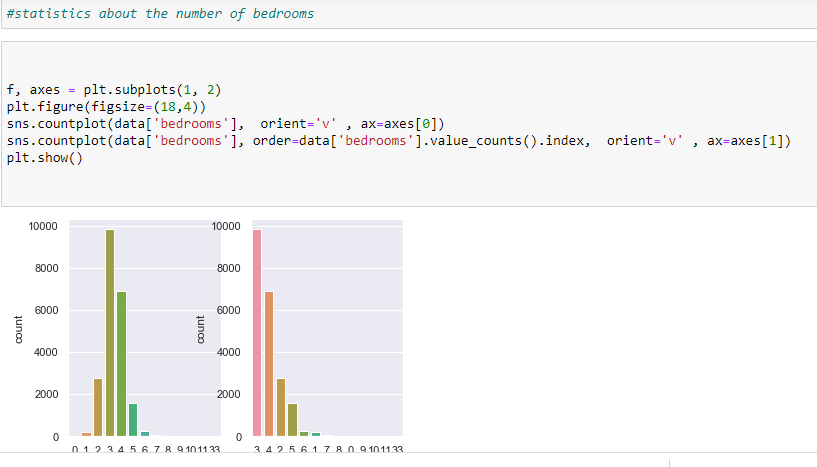 #statistics about the number of bedrooms
f, axes = plt.subplots(1, 2)
plt.figure(figsize=(18,4))
sns.countplot(data['bedrooms'],  orient='v' , ax=axes[0])
sns.countplot(data['bedrooms'], order=data['bedrooms'].value_counts().index,  orient='v' , ax=axes[1])
plt.show()
10000
8000
6000
4000
2000
0
count
0 1 2 3 4 5 6 7 8 9 10 11 33
10000
8000
6000
4000
2000
0
count
3 4 2 5 6 1 7 8 0 9 10 11 33